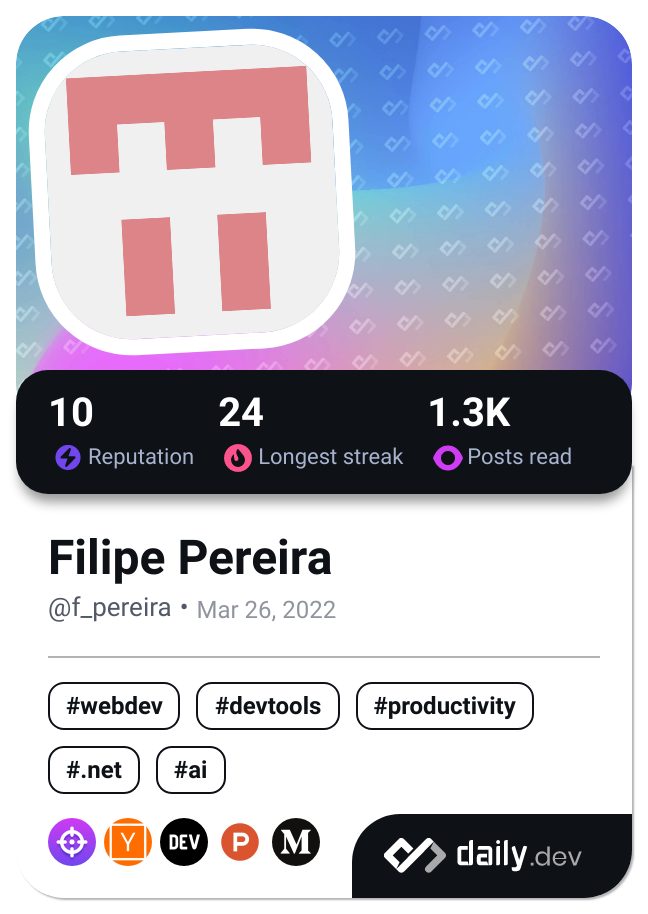 10 24 1.3K
Reputation Longest streak Posts read
Filipe Pereira
@f_pereira • Mar 26, 2022
#webdev #devtools #productivity
#.net #ai
Y DEV P M daily.dev